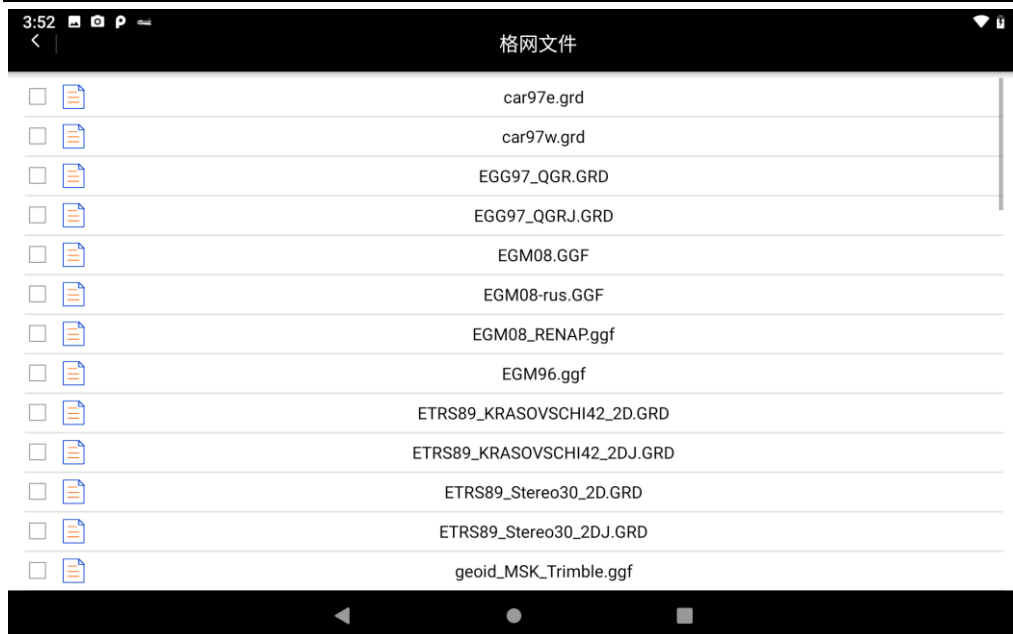 3:52
格网文件
car97e.grd
car97w.grd
EGG97_QGR.GRD
EGG97_QGRJ.GRD
EGM08.GGF
EGM08-rus.GGF
EGM08_RENAP.ggf
EGM96.ggf
ETRS89_KRASOVSCHI42_2D.GRD
ETRS89_KRASOVSCHI42_2DJ.GRD
ETRS89_Stereo30_2D.GRD
ETRS89_Stereo30_2DJ.GRD
geoid_MSK_Trimble.ggf